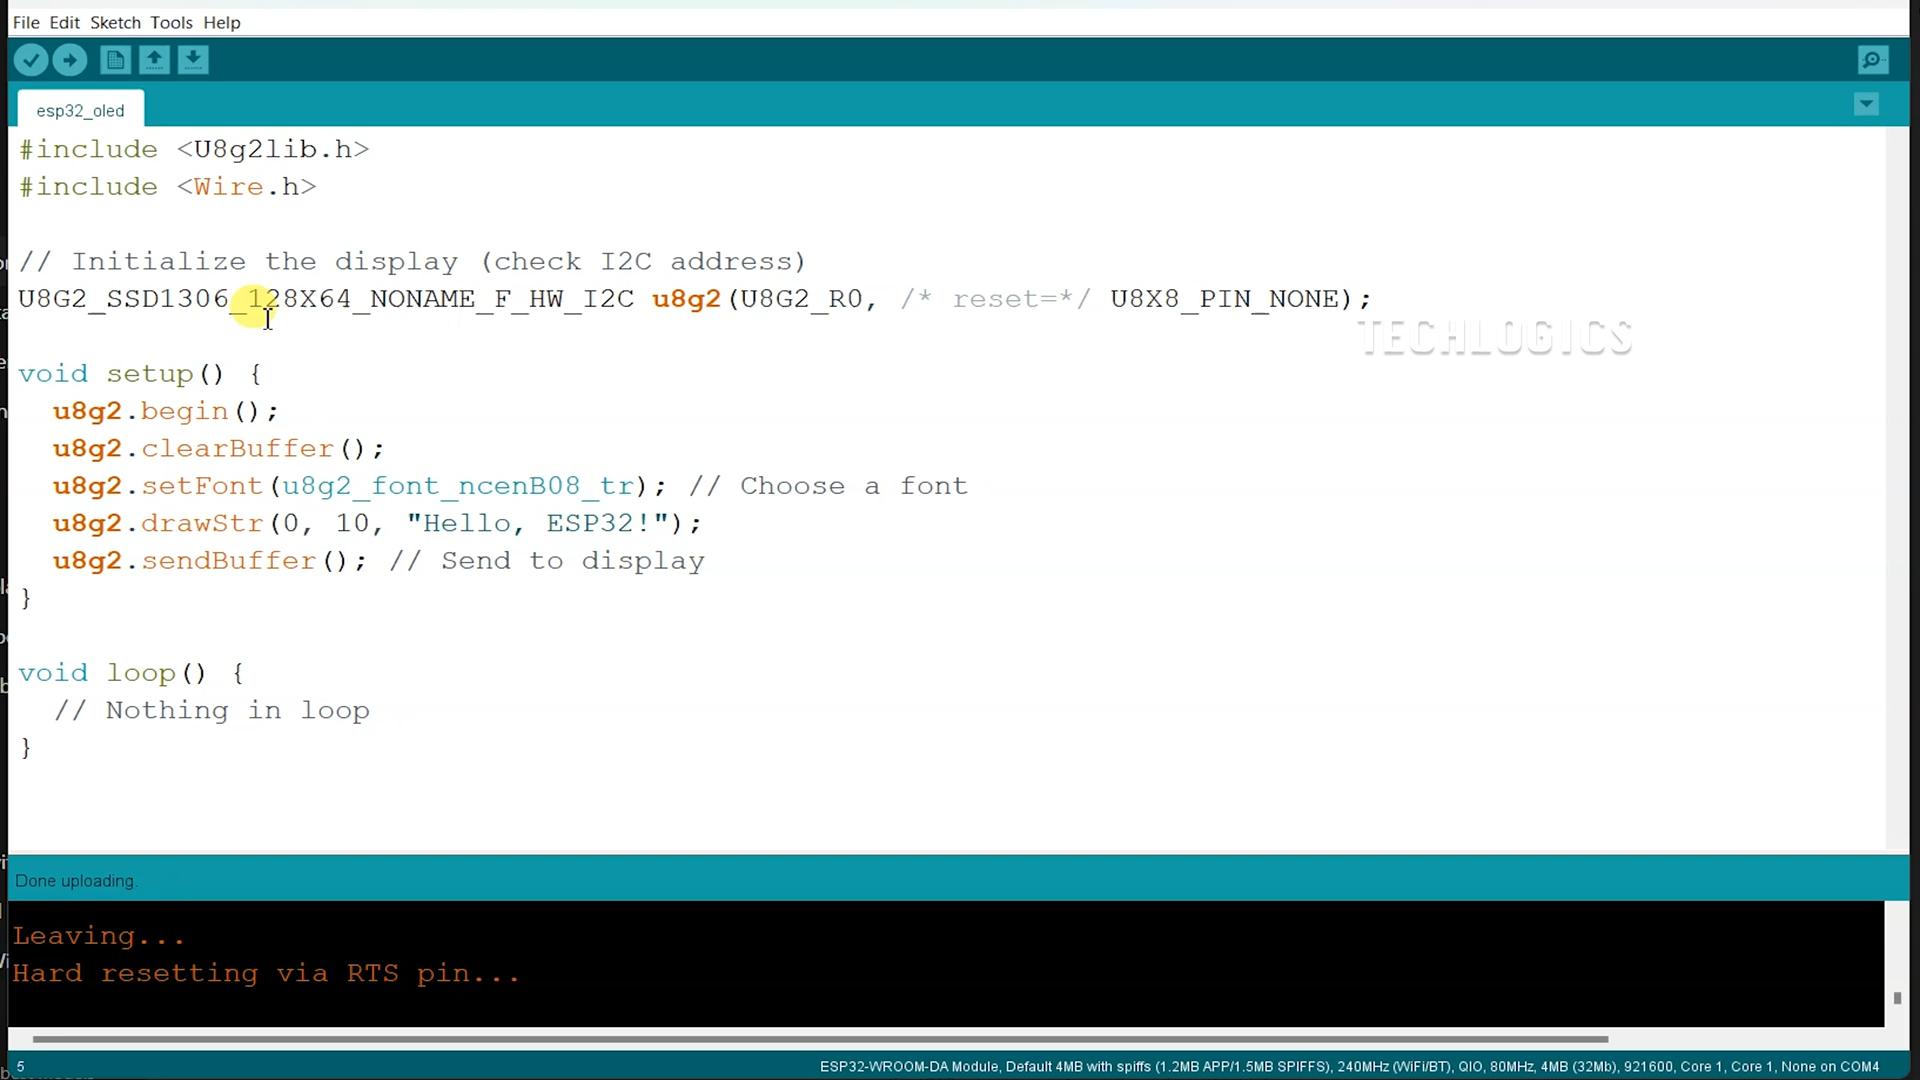 File Edit Sketch Tools Help
esp32_oled
#include <U8g2lib.h>
#include <Wire.h>
// Initialize the display (check I2C address)
U8G2_SSD1306_128X64_NONAME_F_HW_I2C u8g2(U8G2_R0, /* reset=*/ U8X8_PIN_NONE);
TECHLOGICS
void setup() {
u8g2.begin();
u8g2.clearBuffer();
u8g2.setFont(u8g2_font_ncenB08_tr); // Choose a font
u8g2.drawStr(0, 10, "Hello, ESP32!");
u8g2.sendBuffer(); // Send to display
}
void loop() {
// Nothing in loop
}
Done uploading.
Leaving...
Hard resetting via RTS pin...
5 ESP32-WROOM-DA Module, Default 4MB with spiffs (1.2MB APP/1.5MB SPIFFS), 240MHz (WiFi/BT), QIO, 80MHz, 4MB (32Mb), 921600, Core 1, Core 1, None on COM4